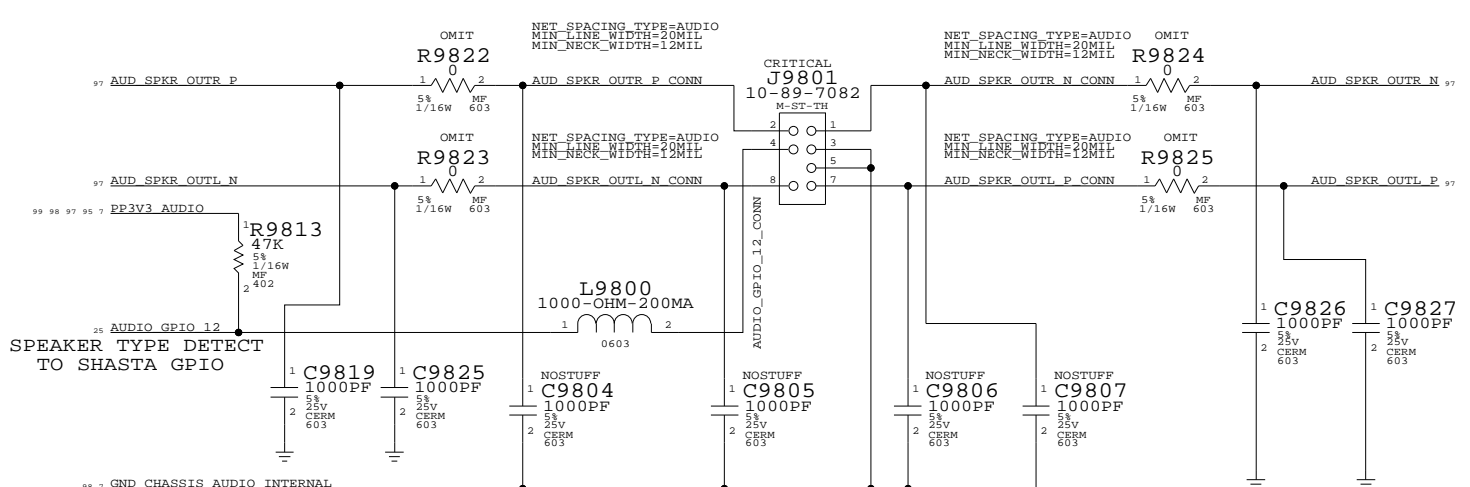 NET_SPACING_TYPE=AUDIO
MIN_LINE_WIDTH=20MIL
MIN_NECK_WIDTH=12MIL
OMIT
R9822
0
97 AUD_SPKR_OUTR_P
1 2
5%
1/16W
MF
603
AUD_SPKR_OUTR_P_CONN
CRITICAL
J9801
10-89-7082
M-ST-TH
2 1
4 3
5
8 7
NET_SPACING_TYPE=AUDIO
MIN_LINE_WIDTH=20MIL
MIN_NECK_WIDTH=12MIL
AUD_SPKR_OUTR_N_CONN
OMIT
R9824
0
1 2
5%
1/16W
MF
603
AUD_SPKR_OUTR_N 97
OMIT
R9823
0
97 AUD_SPKR_OUTL_N
1 2
5%
1/16W
MF
603
NET_SPACING_TYPE=AUDIO
MIN_LINE_WIDTH=20MIL
MIN_NECK_WIDTH=12MIL
AUD_SPKR_OUTL_N_CONN
NET_SPACING_TYPE=AUDIO
MIN_LINE_WIDTH=20MIL
MIN_NECK_WIDTH=12MIL
AUD_SPKR_OUTL_P_CONN
OMIT
R9825
0
1 2
5%
1/16W
MF
603
AUD_SPKR_OUTL_P 97
99 98 97 95 7 PP3V3_AUDIO
1
R9813
47K
5%
1/16W
MF
402
2
AUDIO_GPIO_12_CONN
L9800
1000-OHM-200MA
1 2
0603
25 AUDIO_GPIO_12
SPEAKER TYPE DETECT
TO SHASTA GPIO
1
C9819
1000PF
5%
25V
CERM
603
2
1
C9825
1000PF
5%
25V
CERM
603
2
NOSTUFF
1
C9804
1000PF
5%
25V
CERM
603
2
NOSTUFF
1
C9805
1000PF
5%
25V
CERM
603
2
NOSTUFF
1
C9806
1000PF
5%
25V
CERM
603
2
NOSTUFF
1
C9807
1000PF
5%
25V
CERM
603
2
1
C9826
1000PF
5%
25V
CERM
603
2
1
C9827
1000PF
5%
25V
CERM
603
2
98 7 GND_CHASSIS_AUDIO_INTERNAL